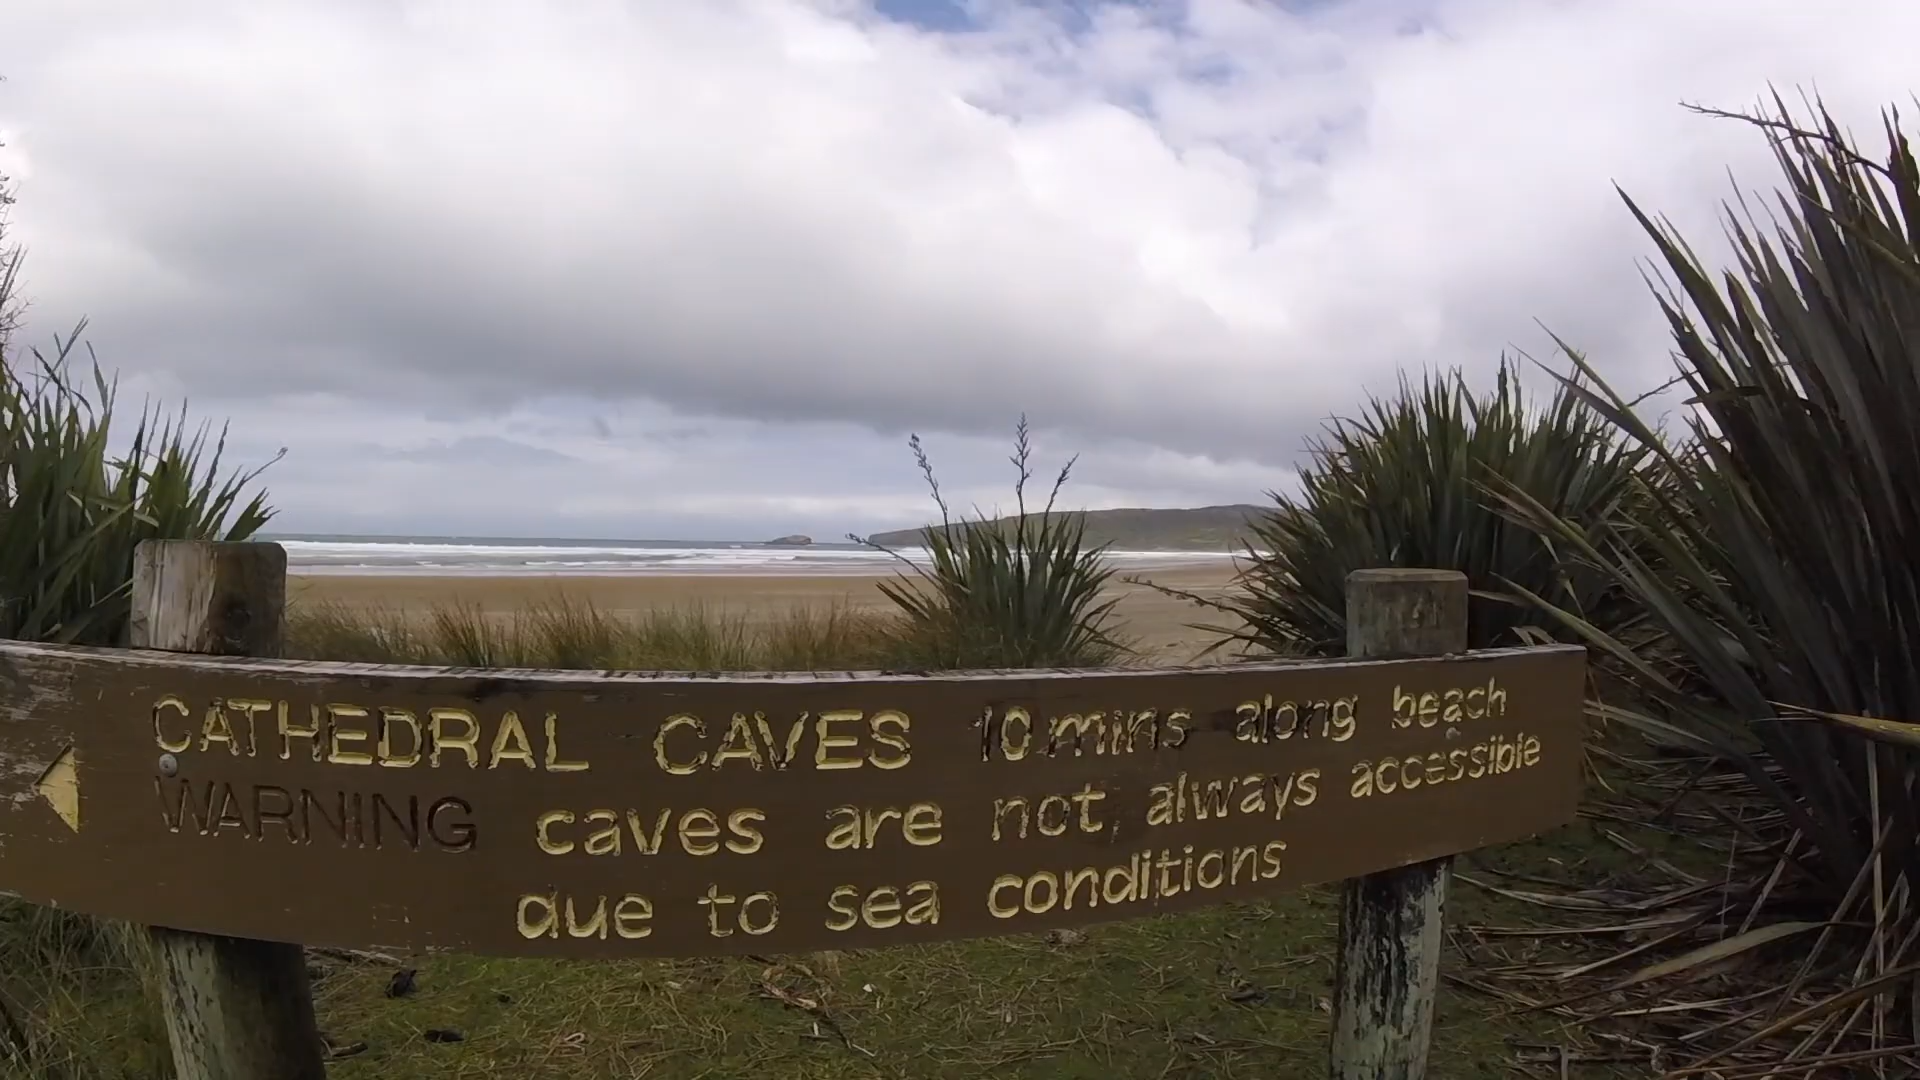 CATHEDRAL CAVES 10 mins along beach
WARNING caves are not always accessible
due to sea conditions